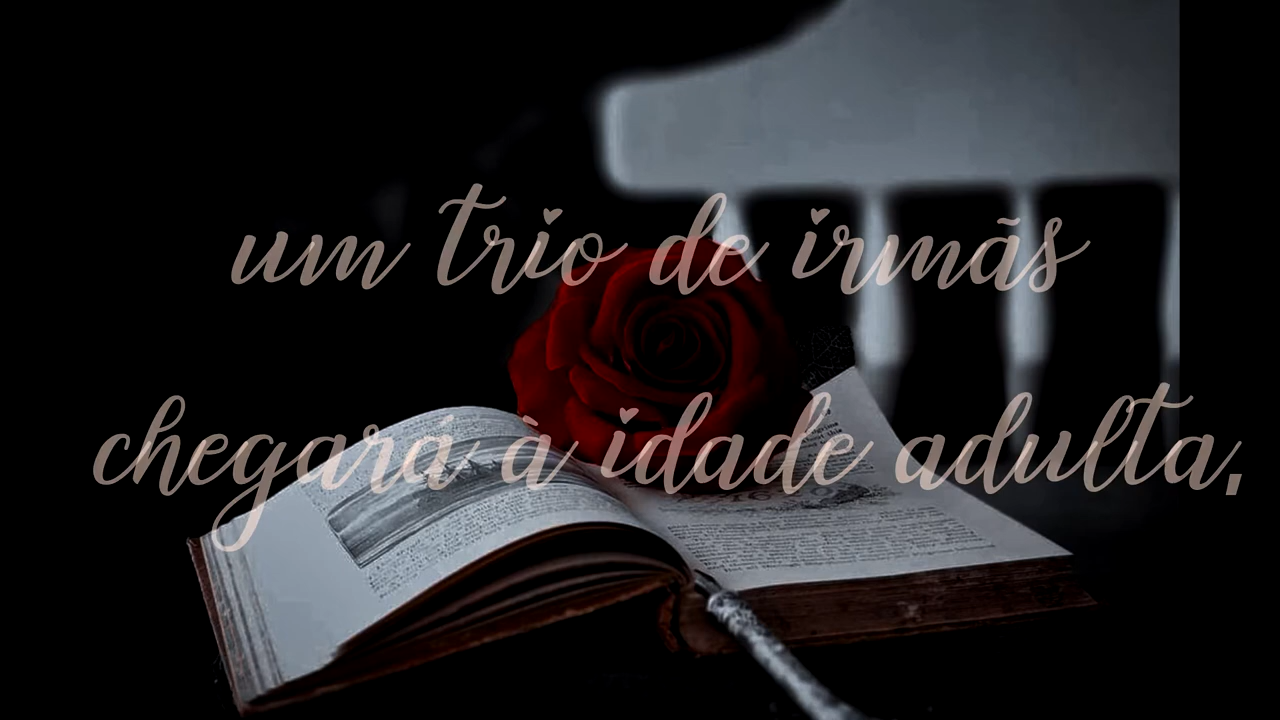 um trio de irmãs
chegará à idade adulta,